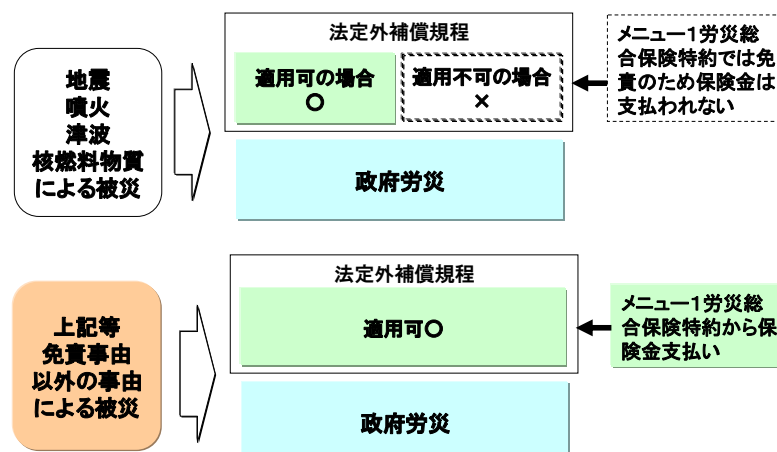 法定外補償規程
地震
噴火
津波
核燃料物質
による被災
適用可の場合
○
適用不可の場合
×
メニュー１労災総
合保険特約では免
責のため保険金は
支払われない
政府労災
法定外補償規程
上記等
免責事由
以外の事由
による被災
適用可○
メニュー１労災総
合保険特約から保
険金支払い
政府労災